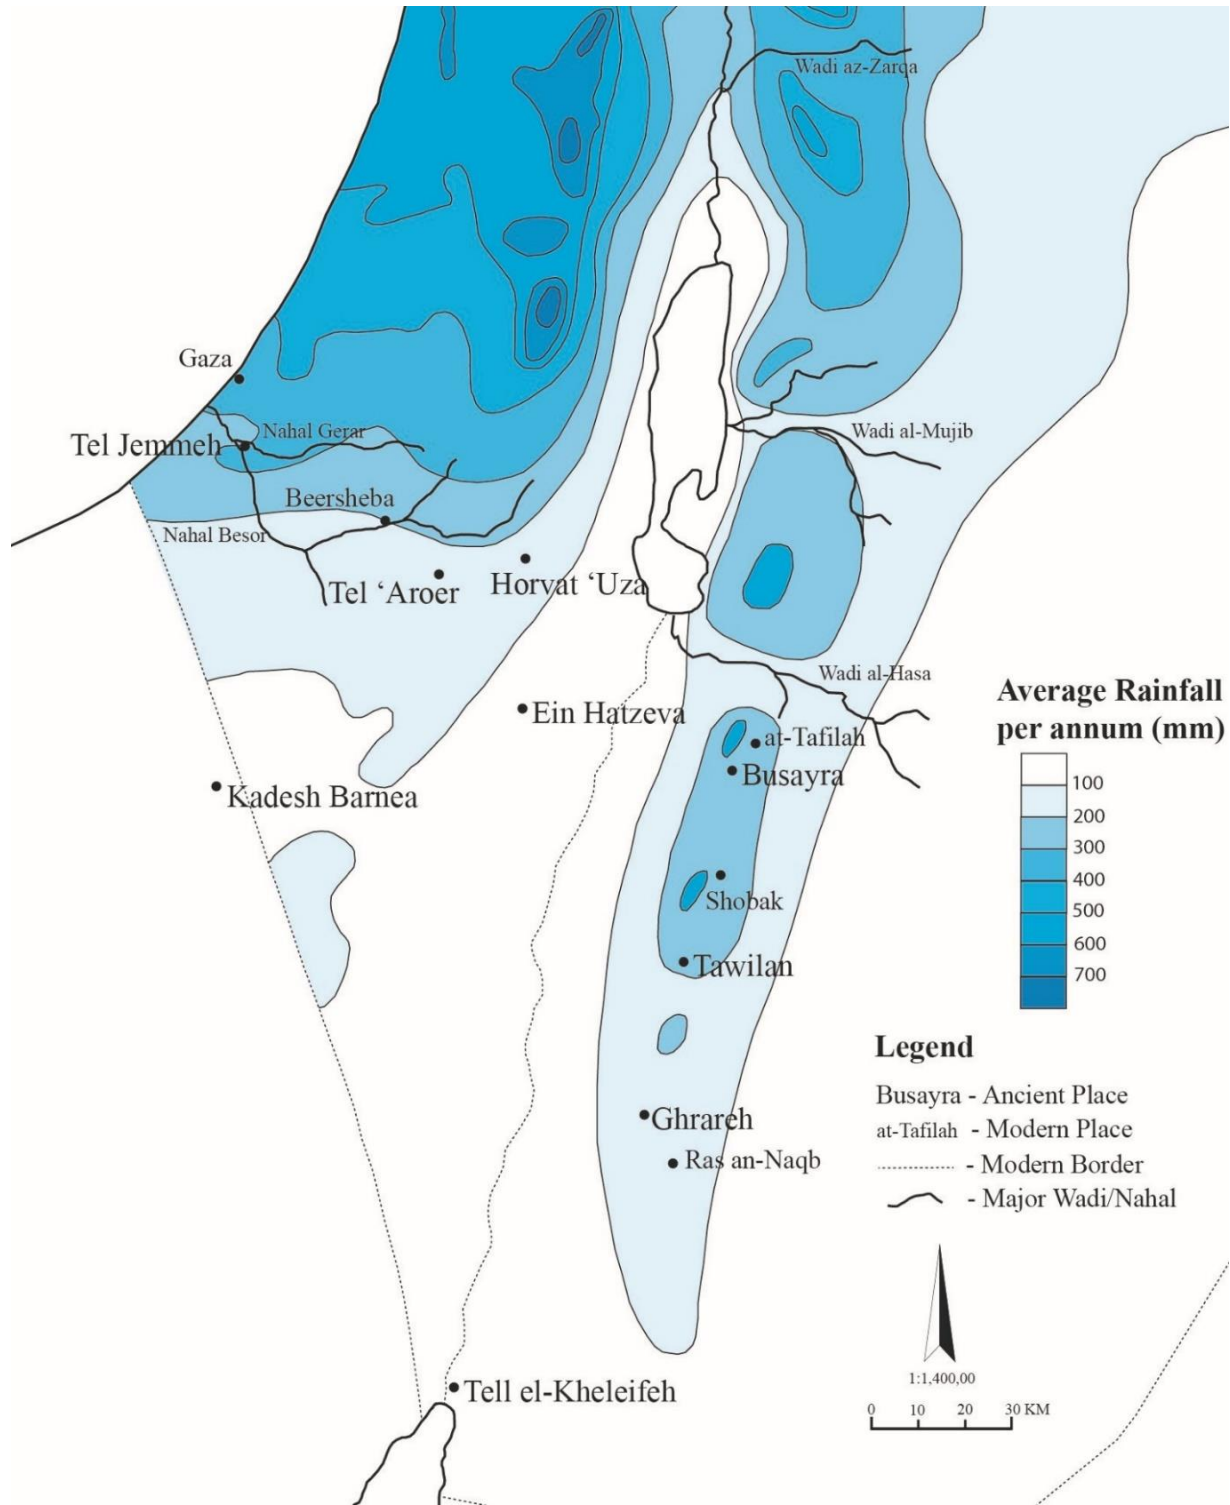 Wadi az-Zarqa
Gaza
Tel Jemmeh
Nahal Gerar
Wadi al-Mujib
Beersheba
Nahal Besor
Tel ‘Aroer
Horvat ‘Uza
Wadi al-Hasa
Ein Hatzeva
at-Tafilah
Busayra
Kadesh Barnea
Shobak
Tawilan
Ghrareh
Ras an-Naqb
Tell el-Kheleifeh
Average Rainfall
per annum (mm)
100
200
300
400
500
600
700
Legend
Busayra - Ancient Place
at-Tafilah - Modern Place
- Modern Border
- Major Wadi/Nahal
1:1,400,00
0 10 20 30 KM